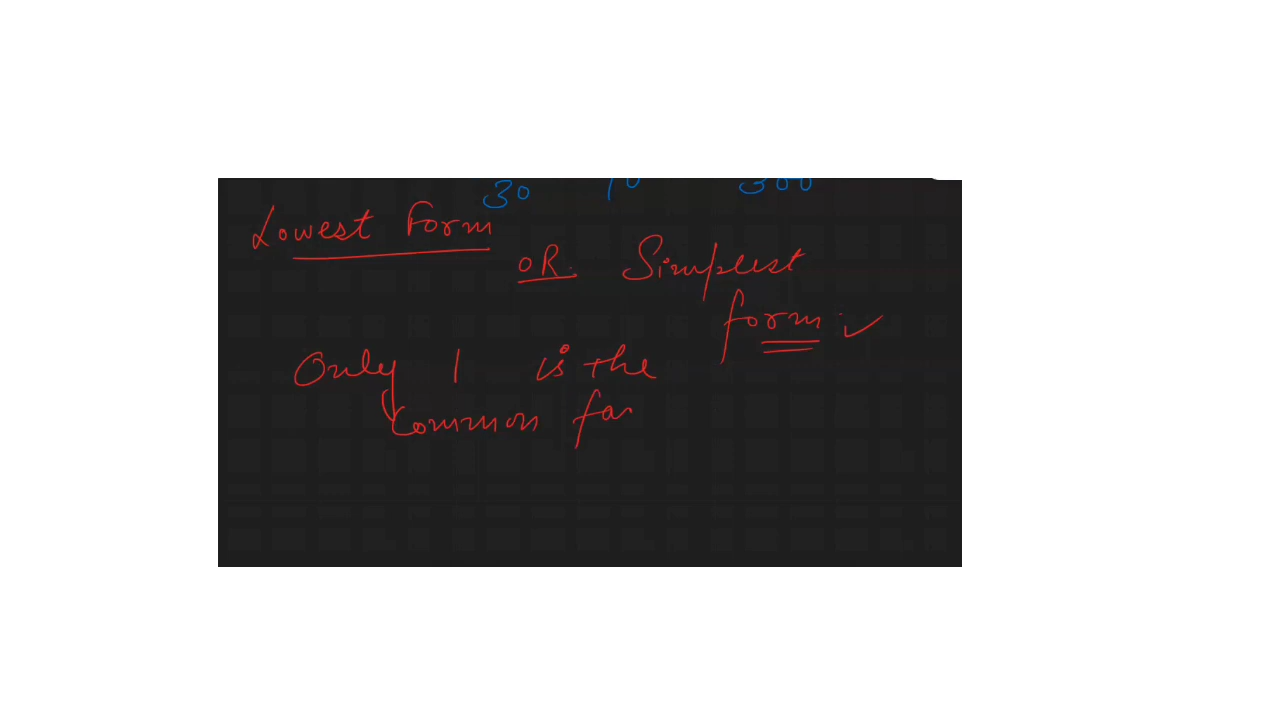 30 10 300
Lowest form
OR. Simplest
form
Only 1 is the
Common fa